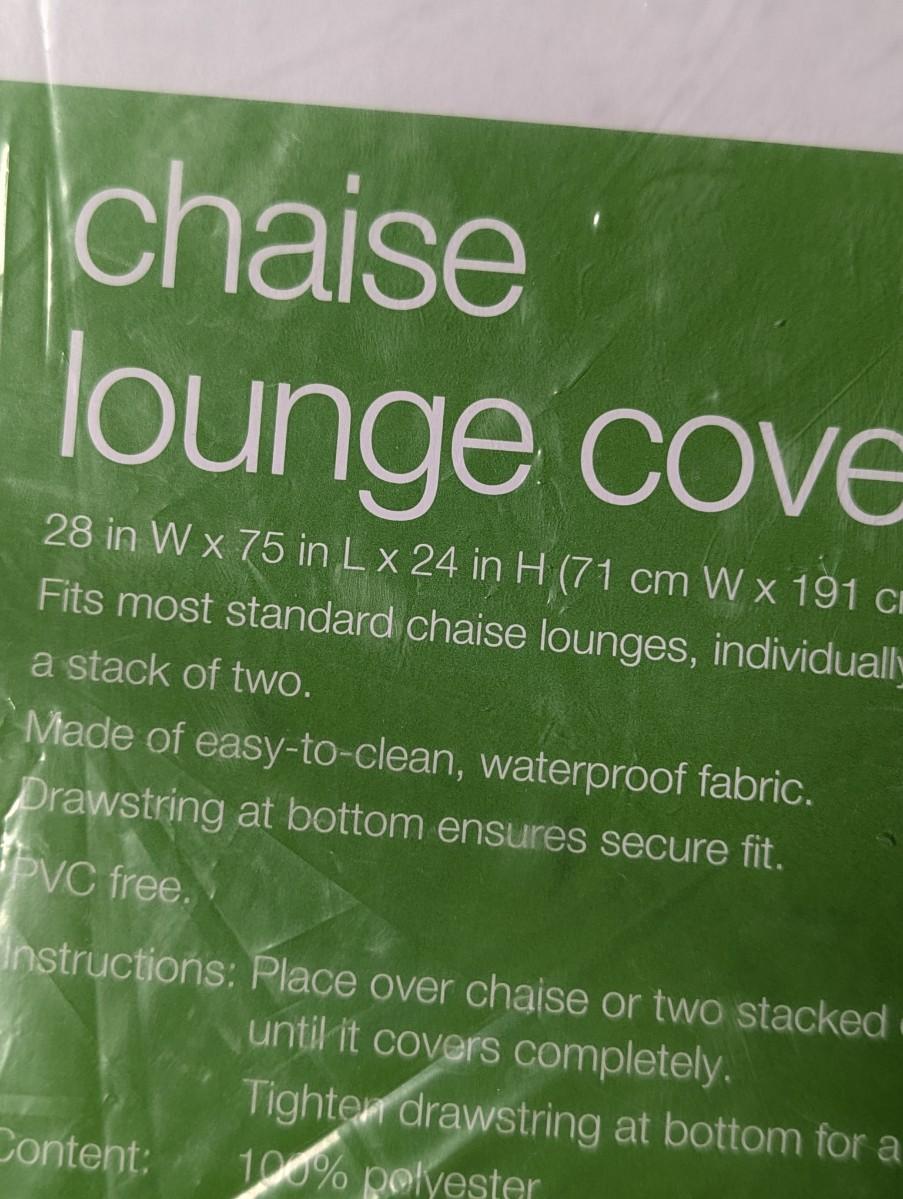 chaise
lounge cove
28 in W x 75 in L x 24 in H (71 cm W x 191 c
Fits most standard chaise lounges, individually
a stack of two.
Made of easy-to-clean, waterproof fabric.
Drawstring at bottom ensures secure fit.
PVC free.
Instructions: Place over chaise or two stacked
until it covers completely.
Tighten drawstring at bottom for a
Content: 100% polyester